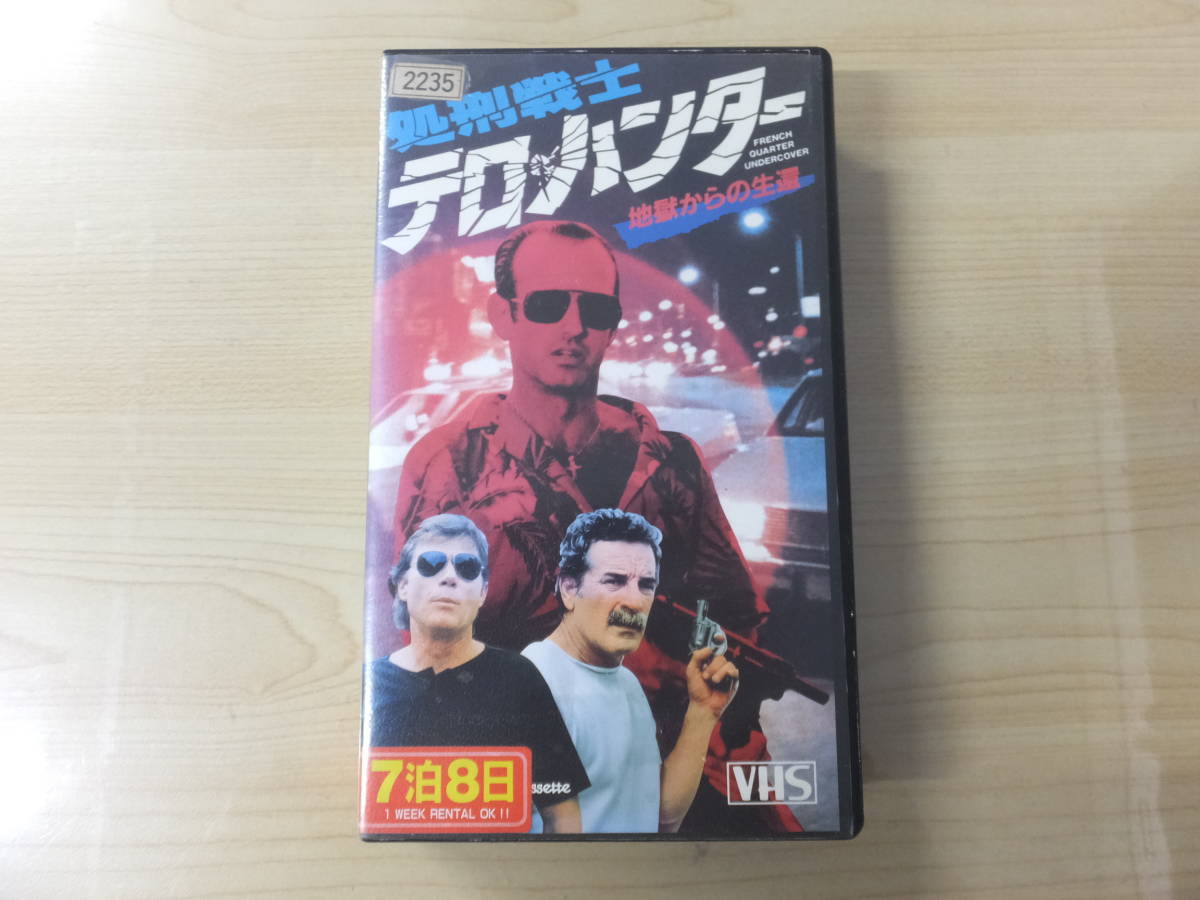 2235
処刑戦士
テロ・ハンター
FRENCH
QUARTER
UNDERCOVER
地獄からの生還
7泊8日
1 WEEK RENTAL OK!!
ssette
VHS